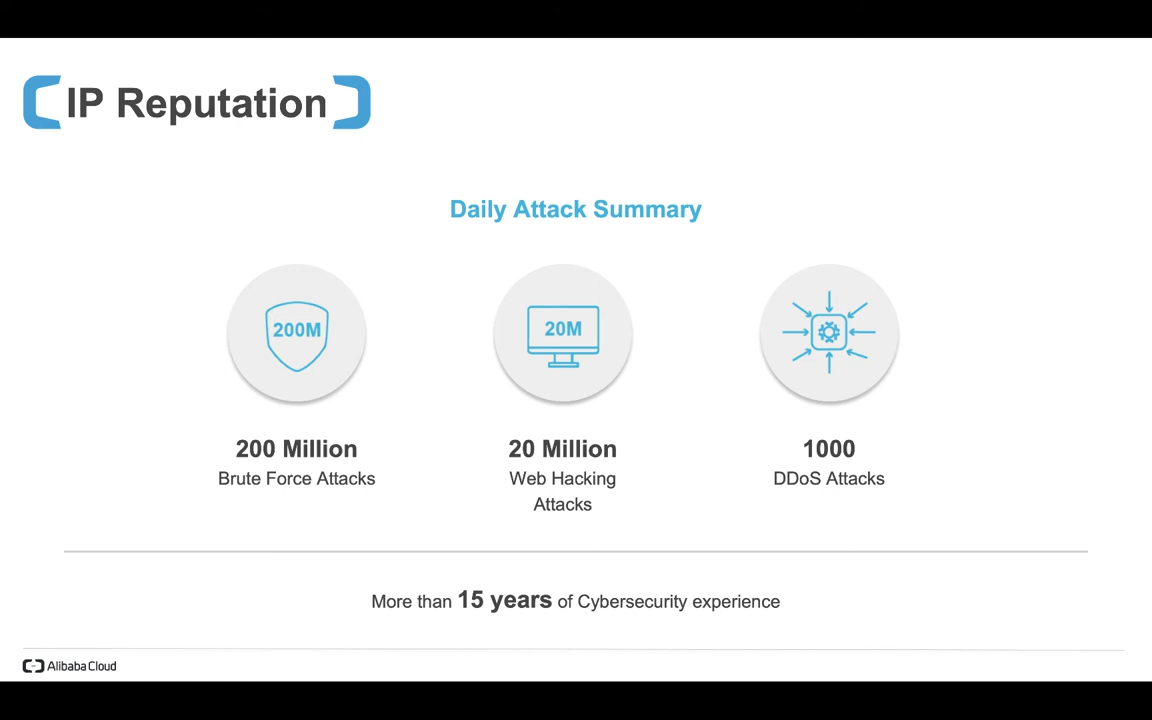 IP Reputation
Daily Attack Summary
200M
20M
200 Million
Brute Force Attacks
20 Million
Web Hacking
Attacks
1000
DDoS Attacks
More than 15 years of Cybersecurity experience
Alibaba Cloud